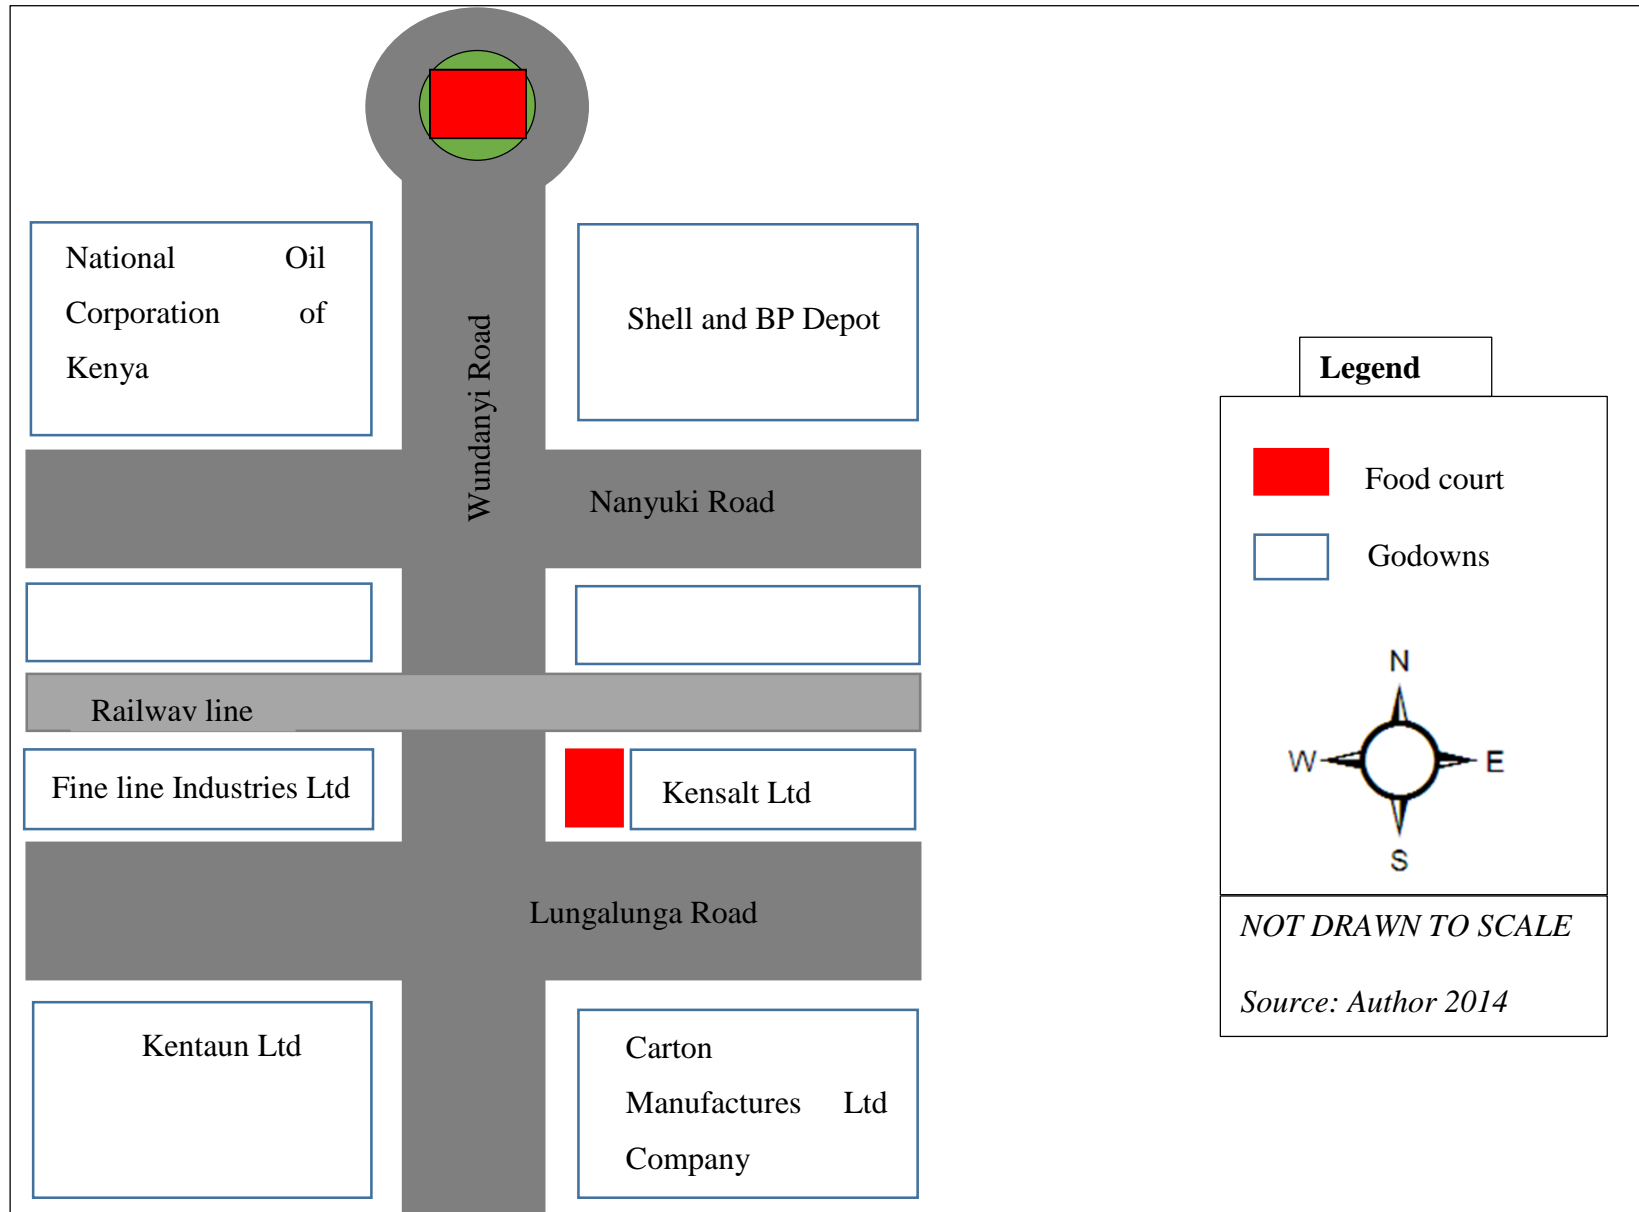 National Oil
Corporation of
Kenya
Shell and BP Depot
Wundanyi Road
Nanyuki Road
Railway line
Fine line Industries Ltd
Kensalt Ltd
Lungalunga Road
Kentaun Ltd
Carton
Manufactures Ltd
Company
Legend
Food court
Godowns
N
W
E
S
NOT DRAWN TO SCALE
Source: Author 2014